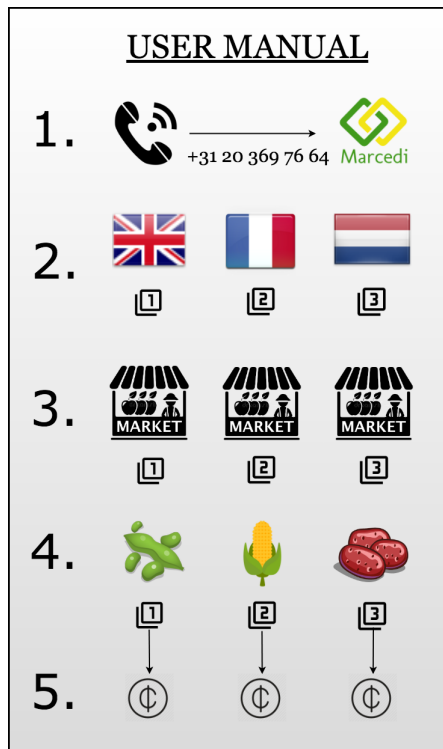 USER MANUAL
1.
+31 20 369 76 64 Marcedi
2.
1 2 3
3.
MARKET MARKET MARKET
1 2 3
4.
1 2 3
5.
₵ ₵ ₵